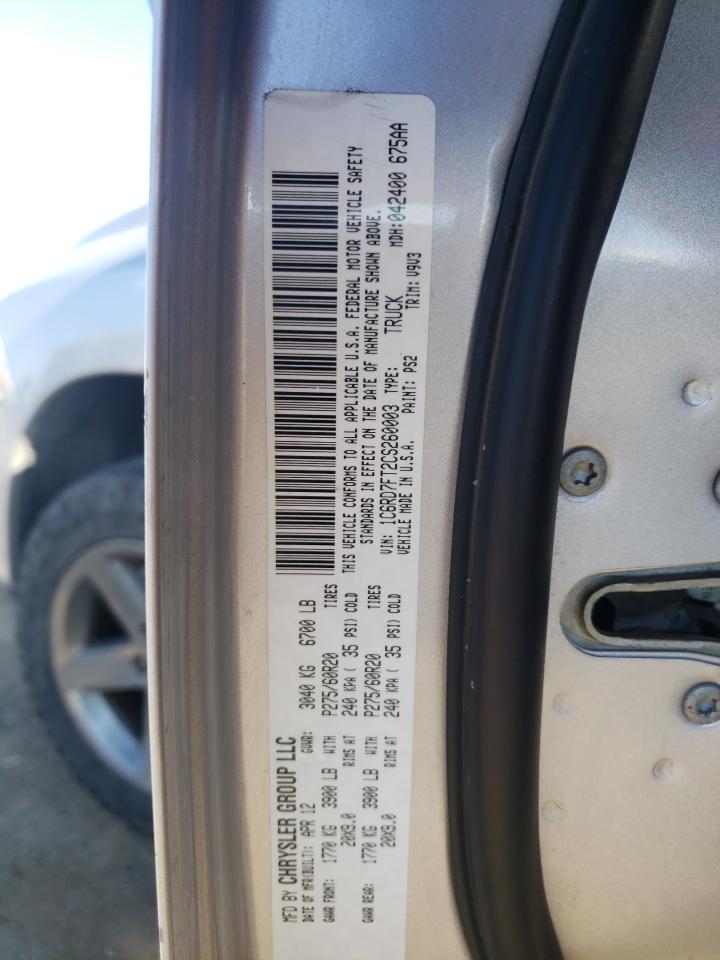 MFD BY CHRYSLER GROUP LLC
DATE OF MFR(BUILT): APR 12 GVWR: 3040 KG 6700 LB
GAWR FRONT: 1770 KG 3900 LB WITH P275/60R20 TIRES
20X9.0 RIMS AT 240 KPA ( 35 PSI) COLD
GAWR REAR: 1770 KG 3900 LB WITH P275/60R20 TIRES
20X9.0 RIMS AT 240 KPA ( 35 PSI) COLD
THIS VEHICLE CONFORMS TO ALL APPLICABLE U.S.A. FEDERAL MOTOR VEHICLE SAFETY
STANDARDS IN EFFECT ON THE DATE OF MANUFACTURE SHOWN ABOVE.
VIN: 1C6RD7FT2CS260003 TYPE: TRUCK MDH:042400 675AA
VEHICLE MADE IN U.S.A. PAINT: PS2 TRIM: V9V3